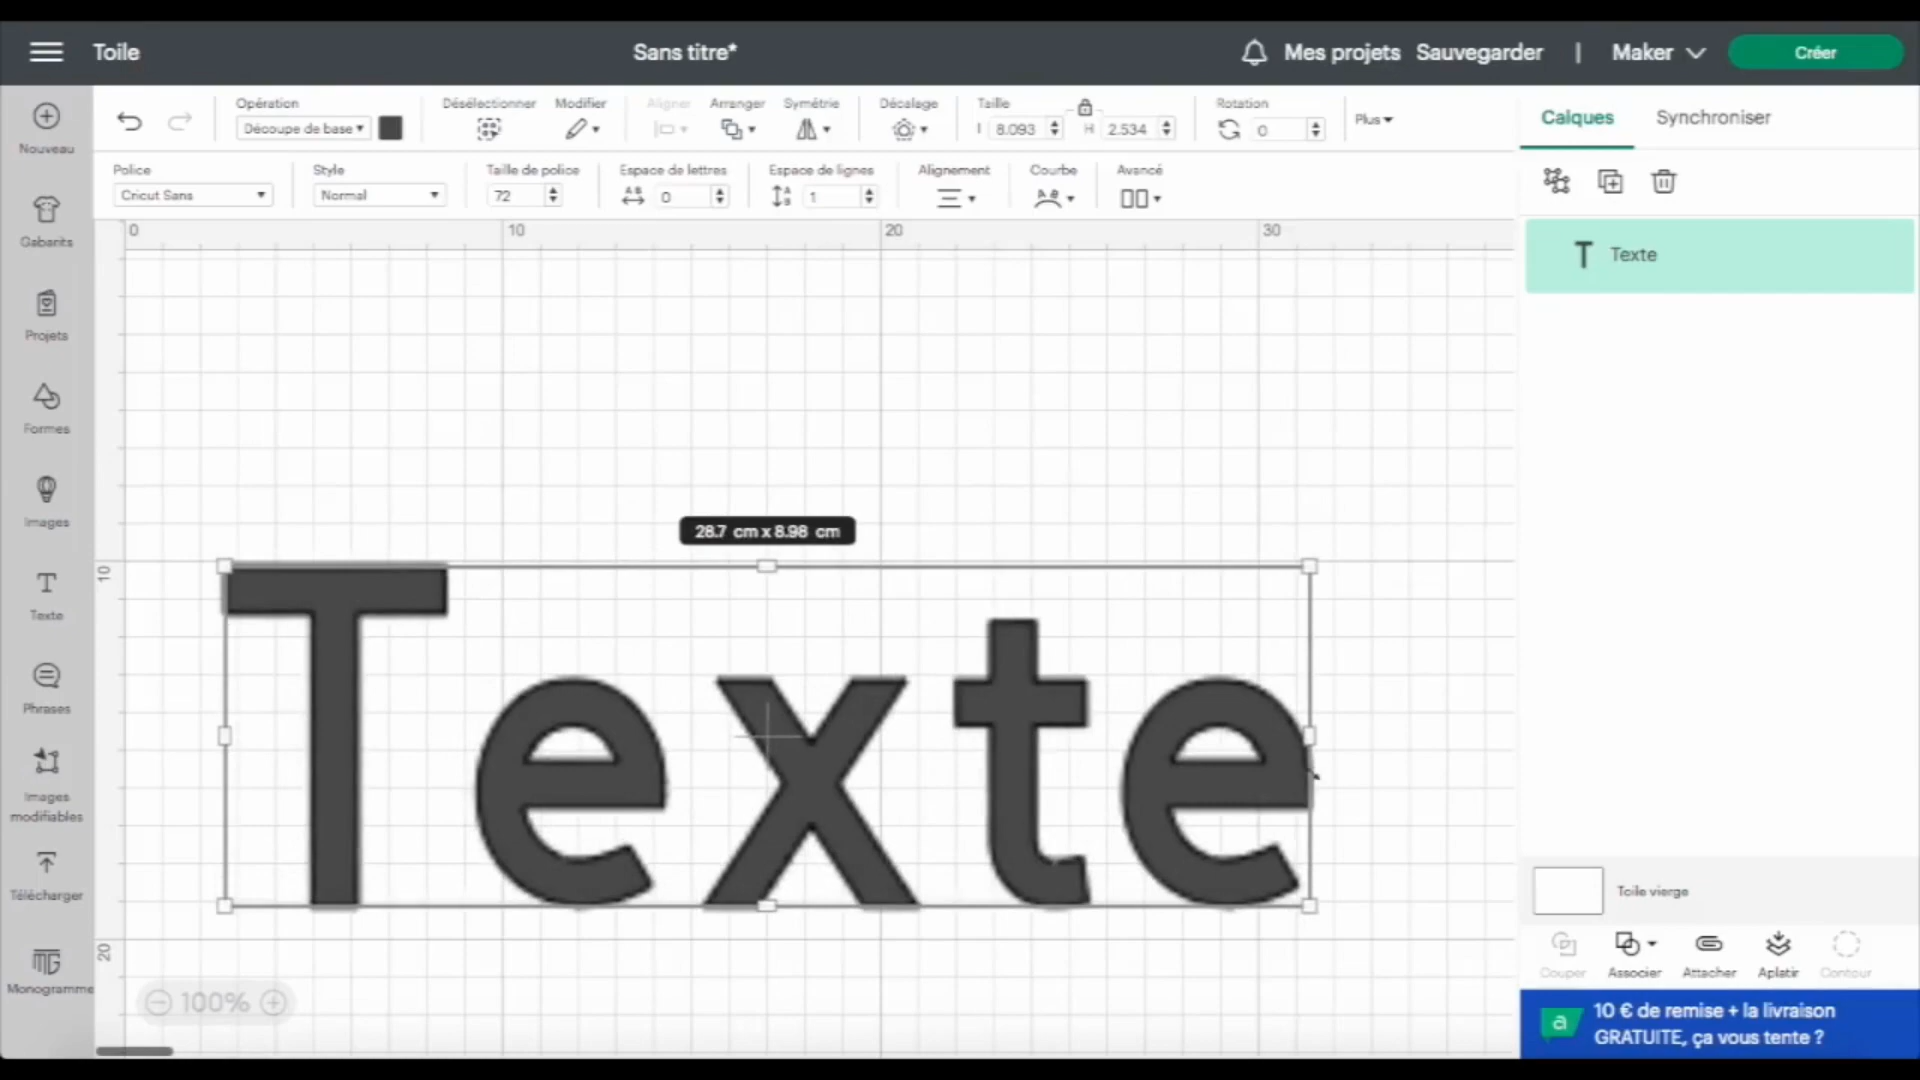 Toile
Sans titre*
Mes projets
Sauvegarder
|
Maker
Créer
Nouveau
Gabarits
Projets
Formes
Images
Texte
Phrases
Images
modifiables
Télécharger
Monogramme
Opération
Découpe de base
Désélectionner
Modifier
Aligner
Arranger
Symétrie
Décalage
Taille
l 8.093
H 2.534
Rotation
0
Plus
Police
Cricut Sans
Style
Normal
Taille de police
72
Espace de lettres
0
Espace de lignes
1
Alignement
Courbe
Avancé
0
10
20
30
10
20
28.7 cm x 8.98 cm
Texte
100%
Calques
Synchroniser
T Texte
Toile vierge
Couper
Associer
Attacher
Aplatir
Contour
a
10 € de remise + la livraison
GRATUITE, ça vous tente ?